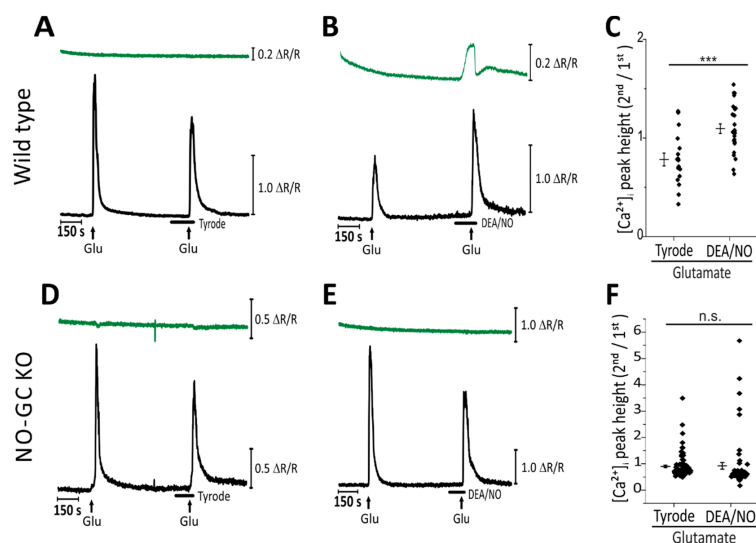 A
B
C
Wild type
0.2 ΔR/R
1.0 ΔR/R
150 s
Glu
Glu
Tyrode
0.2 ΔR/R
1.0 ΔR/R
150 s
Glu
Glu
DEA/NO
[Ca²⁺]ᵢ peak height (2ⁿᵈ / 1ˢᵗ)
2
1
0
***
Tyrode
DEA/NO
Glutamate
D
E
F
NO-GC KO
0.5 ΔR/R
0.5 ΔR/R
150 s
Glu
Glu
Tyrode
1.0 ΔR/R
1.0 ΔR/R
150 s
Glu
Glu
DEA/NO
[Ca²⁺]ᵢ peak height (2ⁿᵈ / 1ˢᵗ)
6
5
4
3
2
1
0
n.s.
Tyrode
DEA/NO
Glutamate